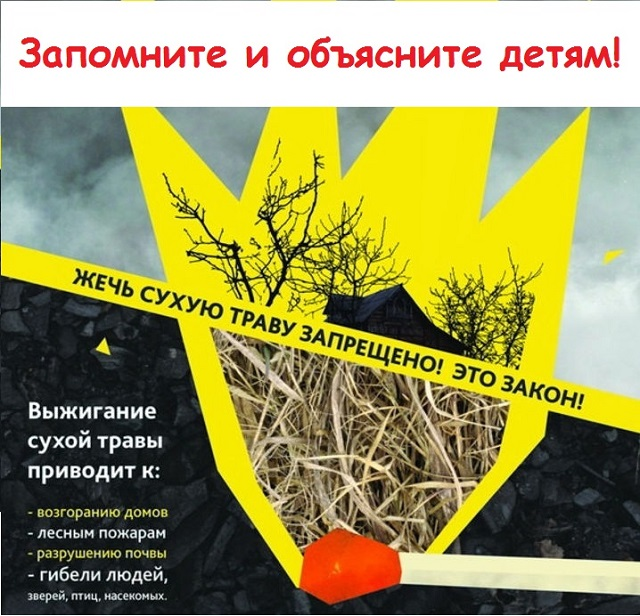 Запомните и объясните детям!
ЖЕЧЬ СУХУЮ ТРАВУ ЗАПРЕЩЕНО! ЭТО ЗАКОН!
Выжигание
сухой травы
приводит к:
- возгоранию домов
- лесным пожарам
- разрушению почвы
- гибели людей,
зверей, птиц, насекомых.